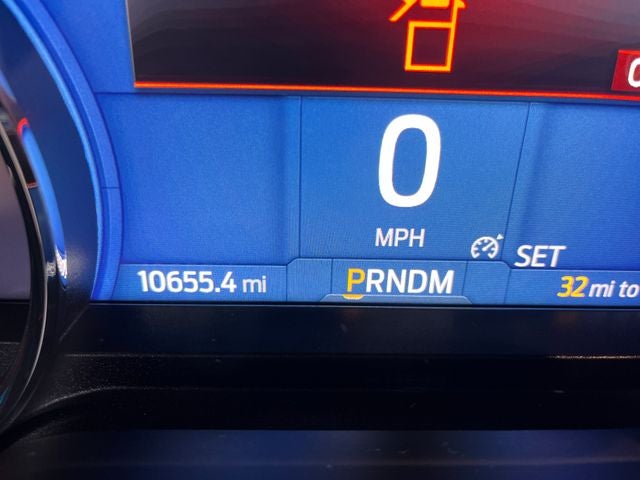 0
MPH
SET
10655.4 mi
PRNDM
32 mi to